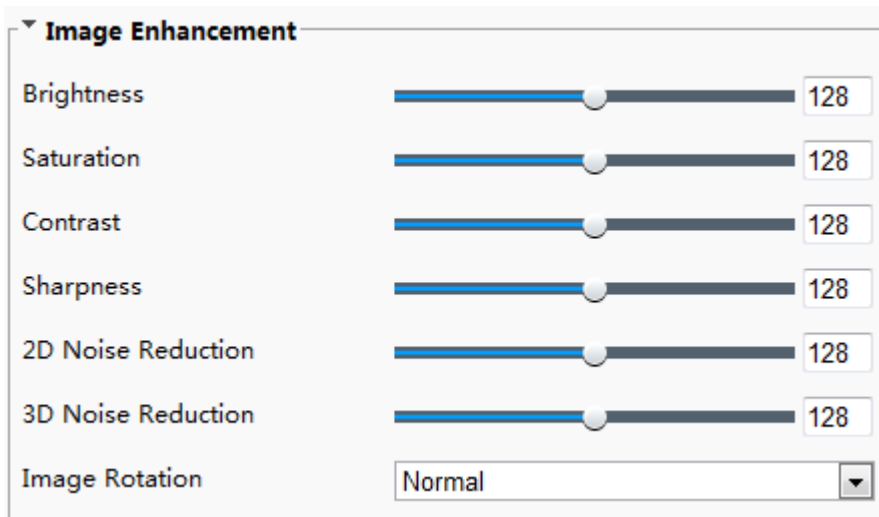 Image Enhancement
Brightness 128
Saturation 128
Contrast 128
Sharpness 128
2D Noise Reduction 128
3D Noise Reduction 128
Image Rotation Normal